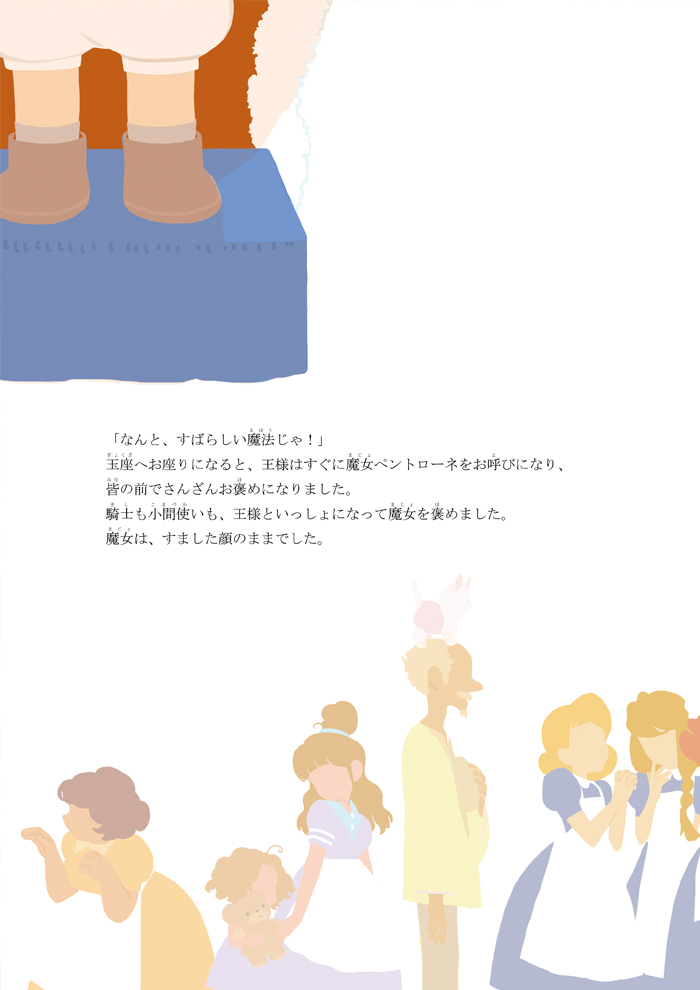 「なんと、すばらしい魔法じゃ！」
玉座へお座りになると、王様はすぐに魔女ペントローネをお呼びになり、
皆の前でさんざんお褒めになりました。
騎士も小間使いも、王様といっしょになって魔女を褒めました。
魔女は、すました顔のままでした。